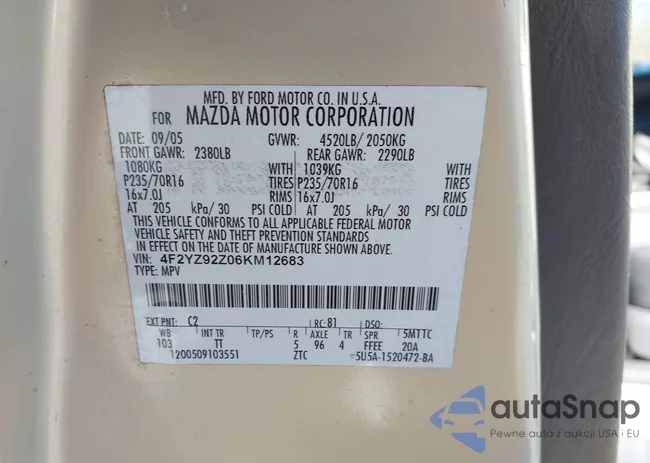 MFD. BY FORD MOTOR CO. IN U.S.A.
FOR MAZDA MOTOR CORPORATION
DATE: 09/05 GVWR: 4520LB/ 2050KG
FRONT GAWR: 2380LB REAR GAWR: 2290LB
1080KG WITH 1039KG WITH
P235/70R16 TIRES P235/70R16 TIRES
16x7.0J RIMS 16x7.0J RIMS
AT 205 kPa/ 30 PSI COLD AT 205 kPa/ 30 PSI COLD
THIS VEHICLE CONFORMS TO ALL APPLICABLE FEDERAL MOTOR
VEHICLE SAFETY AND THEFT PREVENTION STANDARDS
IN EFFECT ON THE DATE OF MANUFACTURE SHOWN ABOVE.
VIN: 4F2YZ92Z06KM12683
TYPE: MPV
EXT PNT: C2 RC: 81 DSO:
WB INT TR TP/PS R AXLE TR SPR 5MTTC
103 TT 5 96 4 FFEE 20A
1200509103551 ZTC 5U5A-1520472-BA
autaSnap
Pewne auta z aukcji USA i EU